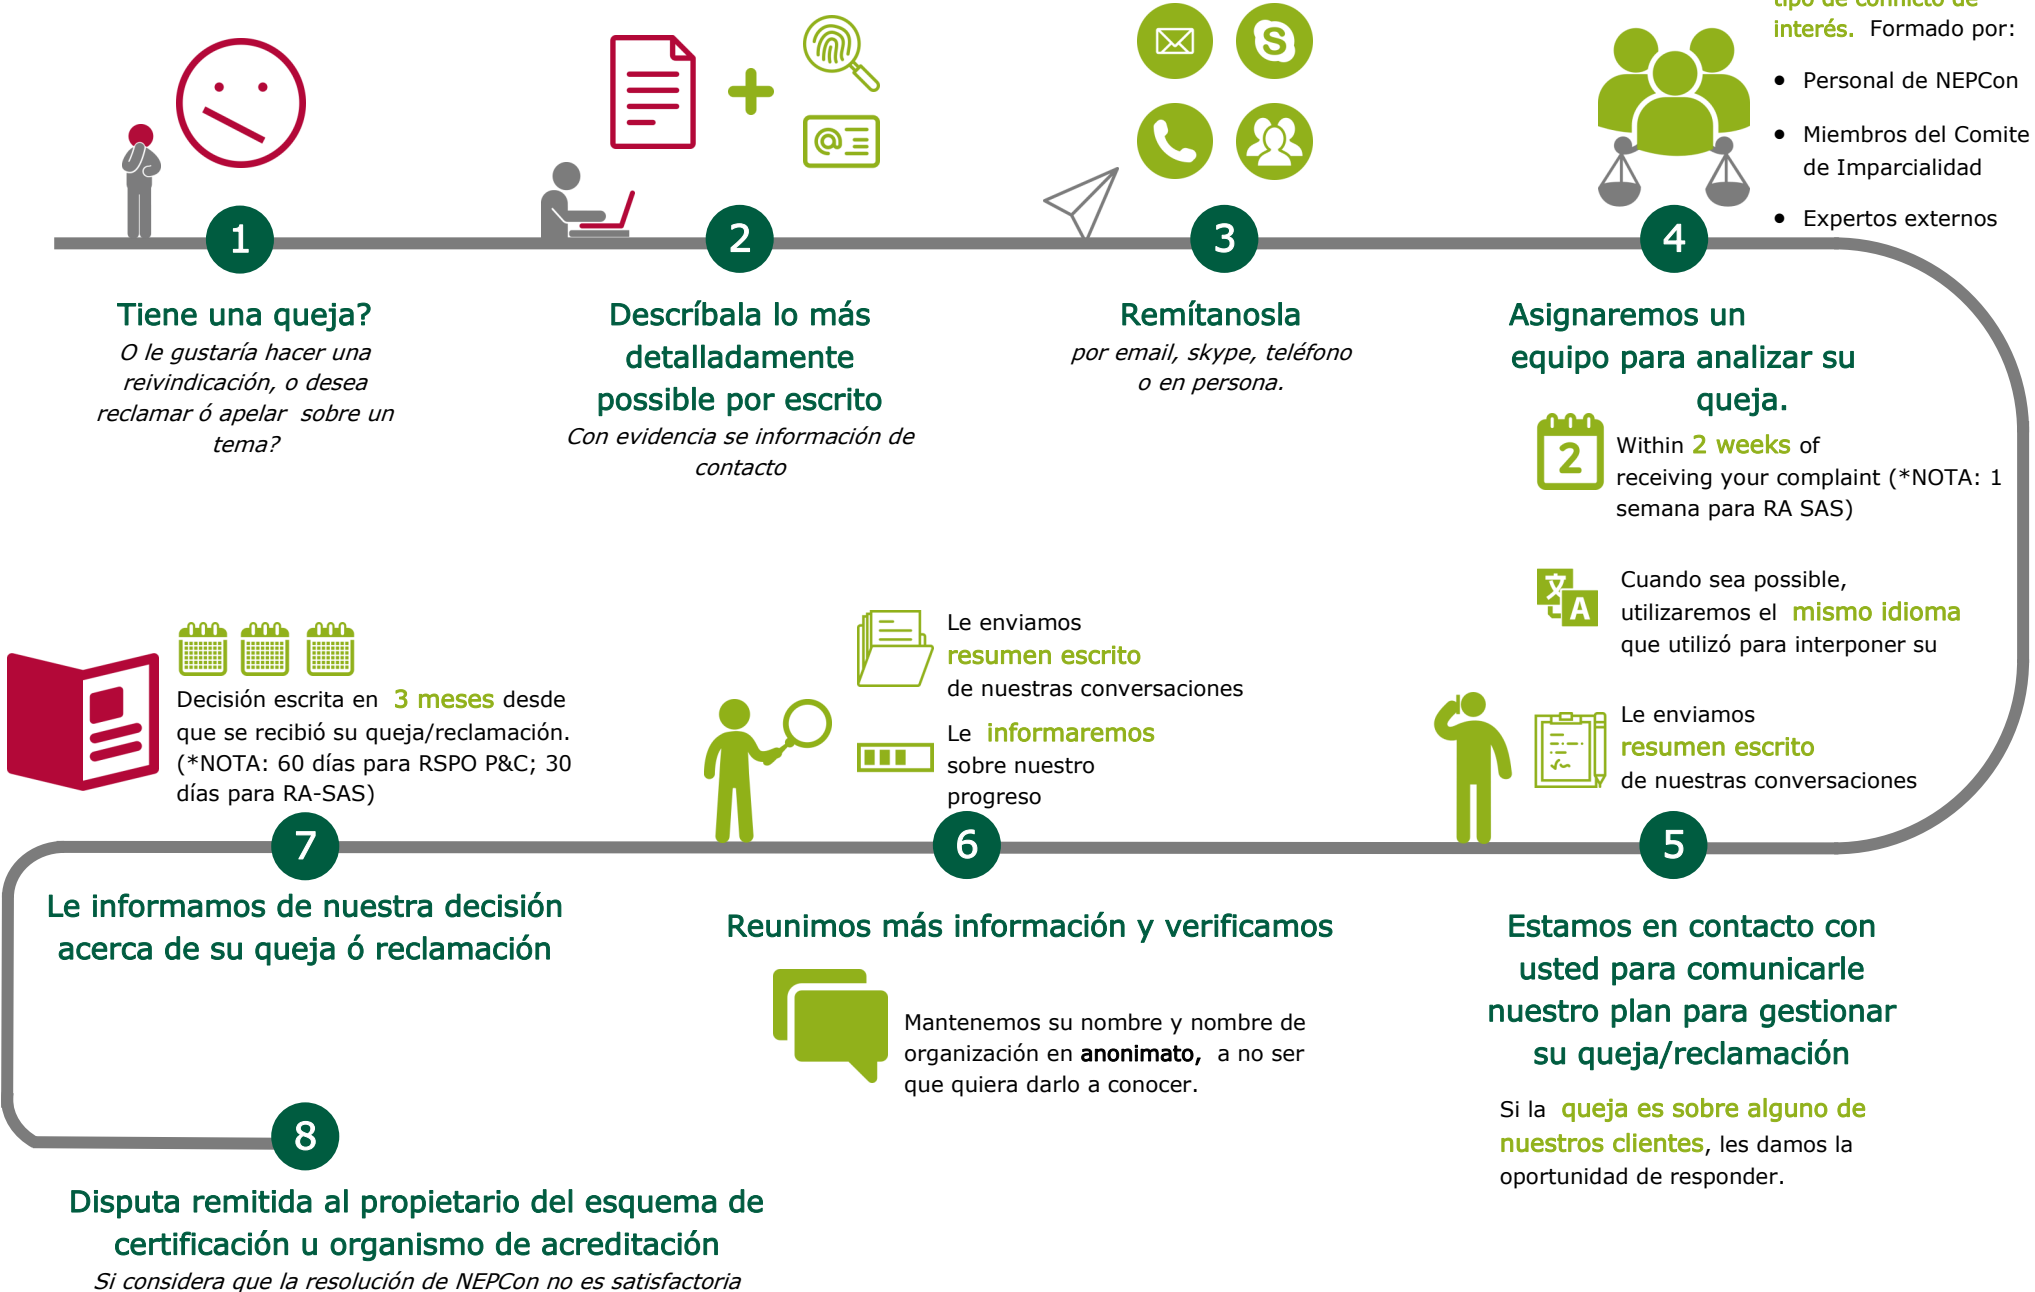 tipo de conflicto de
interés. Formado por:
• Personal de NEPCon
• Miembros del Comite
de Imparcialidad
• Expertos externos
1
Tiene una queja?
O le gustaría hacer una
reivindicación, o desea
reclamar ó apelar sobre un
tema?
2
Descríbala lo más
detalladamente
possible por escrito
Con evidencia se información de
contacto
3
Remítanosla
por email, skype, teléfono
o en persona.
4
Asignaremos un
equipo para analizar su
queja.
2
Within 2 weeks of
receiving your complaint (*NOTA: 1
semana para RA SAS)
Cuando sea possible,
utilizaremos el mismo idioma
que utilizó para interponer su
Le enviamos
resumen escrito
de nuestras conversaciones
5
Estamos en contacto con
usted para comunicarle
nuestro plan para gestionar
su queja/reclamación
Si la queja es sobre alguno de
nuestros clientes, les damos la
oportunidad de responder.
Le enviamos
resumen escrito
de nuestras conversaciones
Le informaremos
sobre nuestro
progreso
6
Reunimos más información y verificamos
Mantenemos su nombre y nombre de
organización en anonimato, a no ser
que quiera darlo a conocer.
Decisión escrita en 3 meses desde
que se recibió su queja/reclamación.
(*NOTA: 60 días para RSPO P&C; 30
días para RA-SAS)
7
Le informamos de nuestra decisión
acerca de su queja ó reclamación
8
Disputa remitida al propietario del esquema de
certificación u organismo de acreditación
Si considera que la resolución de NEPCon no es satisfactoria